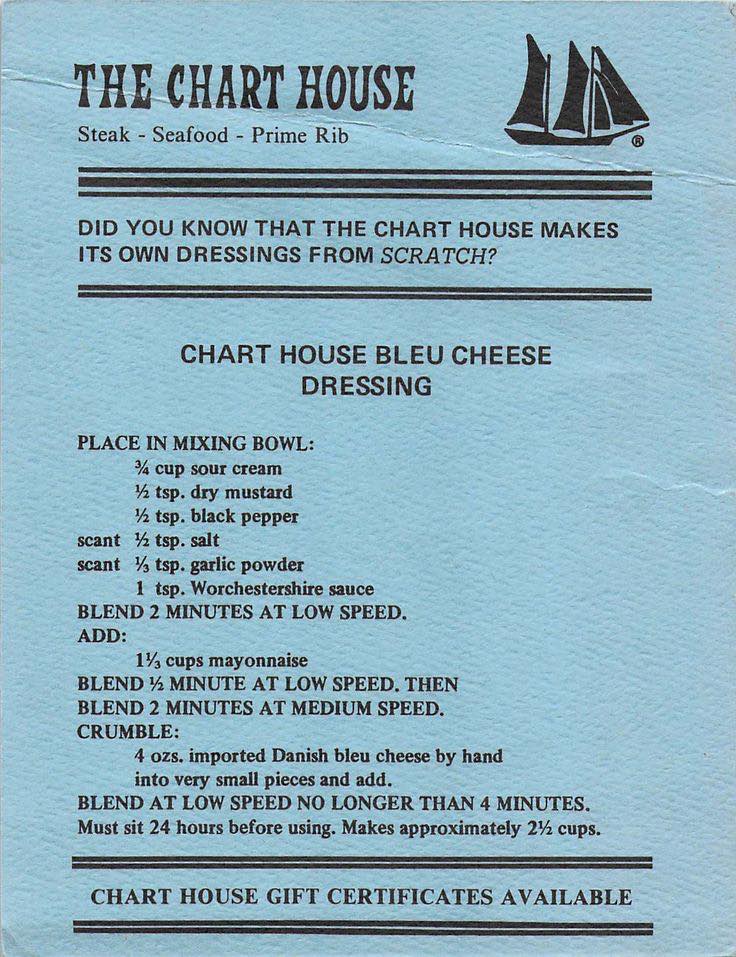 THE CHART HOUSE
Steak - Seafood - Prime Rib
®
DID YOU KNOW THAT THE CHART HOUSE MAKES
ITS OWN DRESSINGS FROM SCRATCH?
CHART HOUSE BLEU CHEESE
DRESSING
PLACE IN MIXING BOWL:
¾ cup sour cream
½ tsp. dry mustard
½ tsp. black pepper
scant ½ tsp. salt
scant ⅓ tsp. garlic powder
1 tsp. Worchestershire sauce
BLEND 2 MINUTES AT LOW SPEED.
ADD:
1⅓ cups mayonnaise
BLEND ½ MINUTE AT LOW SPEED. THEN
BLEND 2 MINUTES AT MEDIUM SPEED.
CRUMBLE:
4 ozs. imported Danish bleu cheese by hand
into very small pieces and add.
BLEND AT LOW SPEED NO LONGER THAN 4 MINUTES.
Must sit 24 hours before using. Makes approximately 2½ cups.
CHART HOUSE GIFT CERTIFICATES AVAILABLE